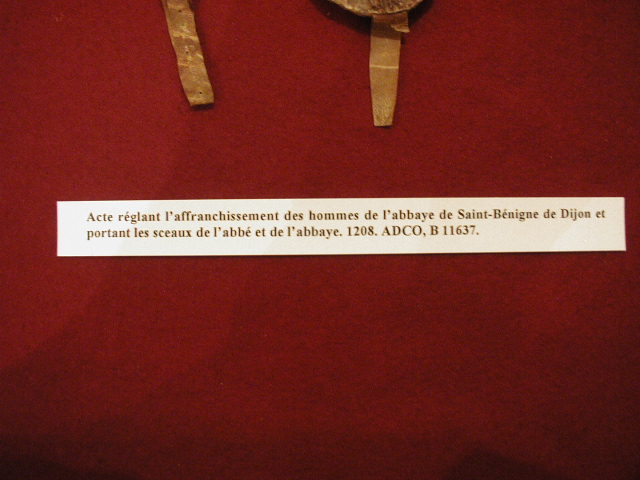 Acte réglant l'affranchissement des hommes de l'abbaye de Saint-Bénigne de Dijon et
portant les sceaux de l'abbé et de l'abbaye. 1208. ADCO, B 11637.